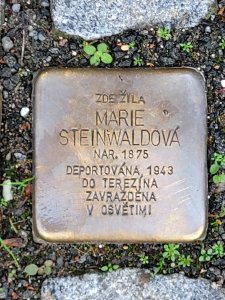 ZDE ŽILA
MARIE
STEINWALDOVÁ
NAR. 1875
DEPORTOVÁNA 1943
DO TEREZÍNA
ZAVRAŽDĚNA
V OSVĚTIMI